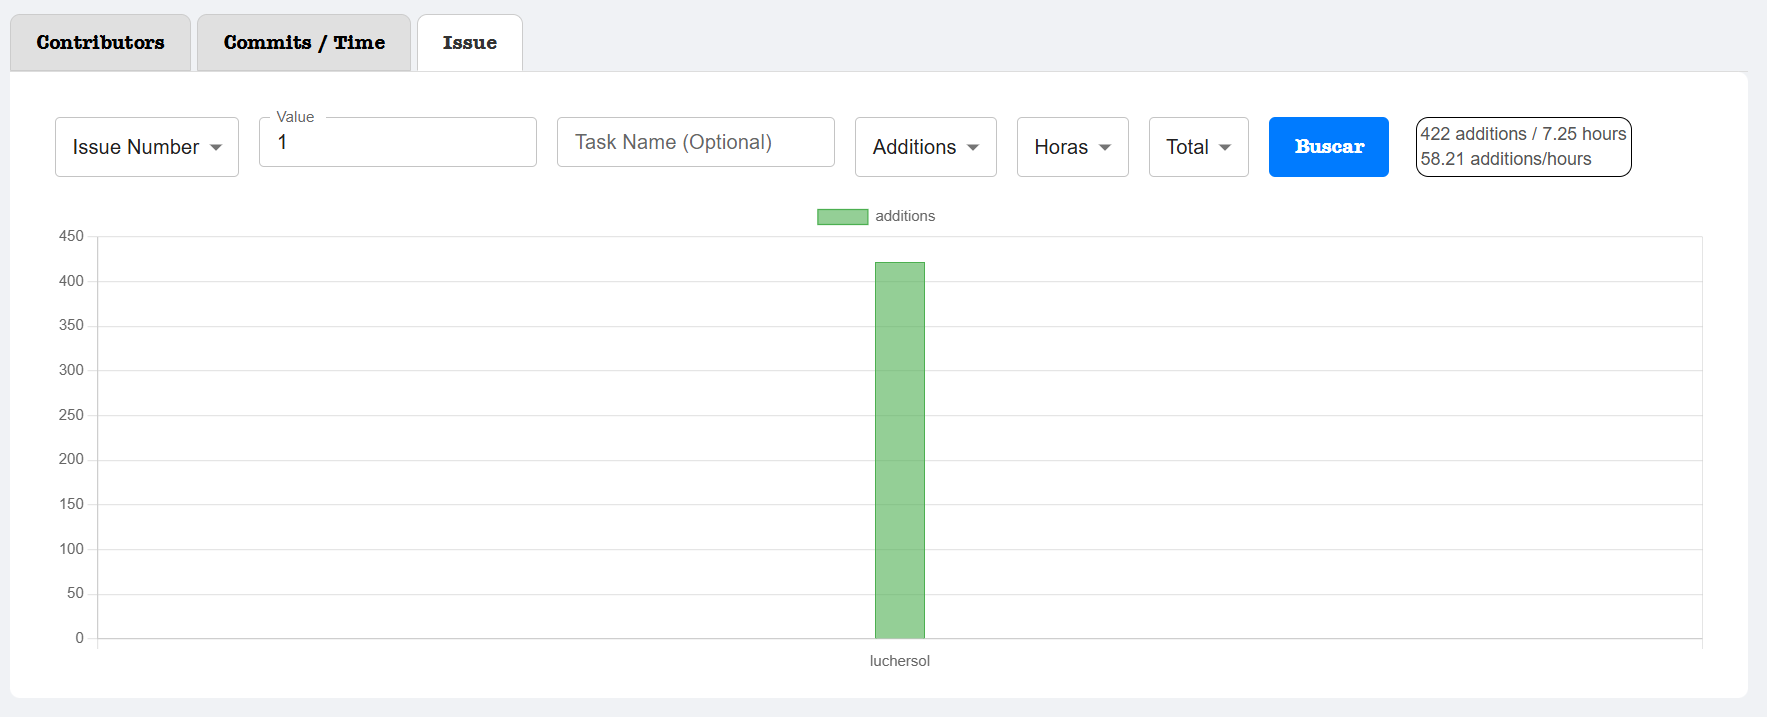 Contributors
Commits / Time
Issue
Issue Number
Value
1
Task Name (Optional)
Additions
Horas
Total
Buscar
422 additions / 7.25 hours
58.21 additions/hours
additions
450
400
350
300
250
200
150
100
50
0
luchersol